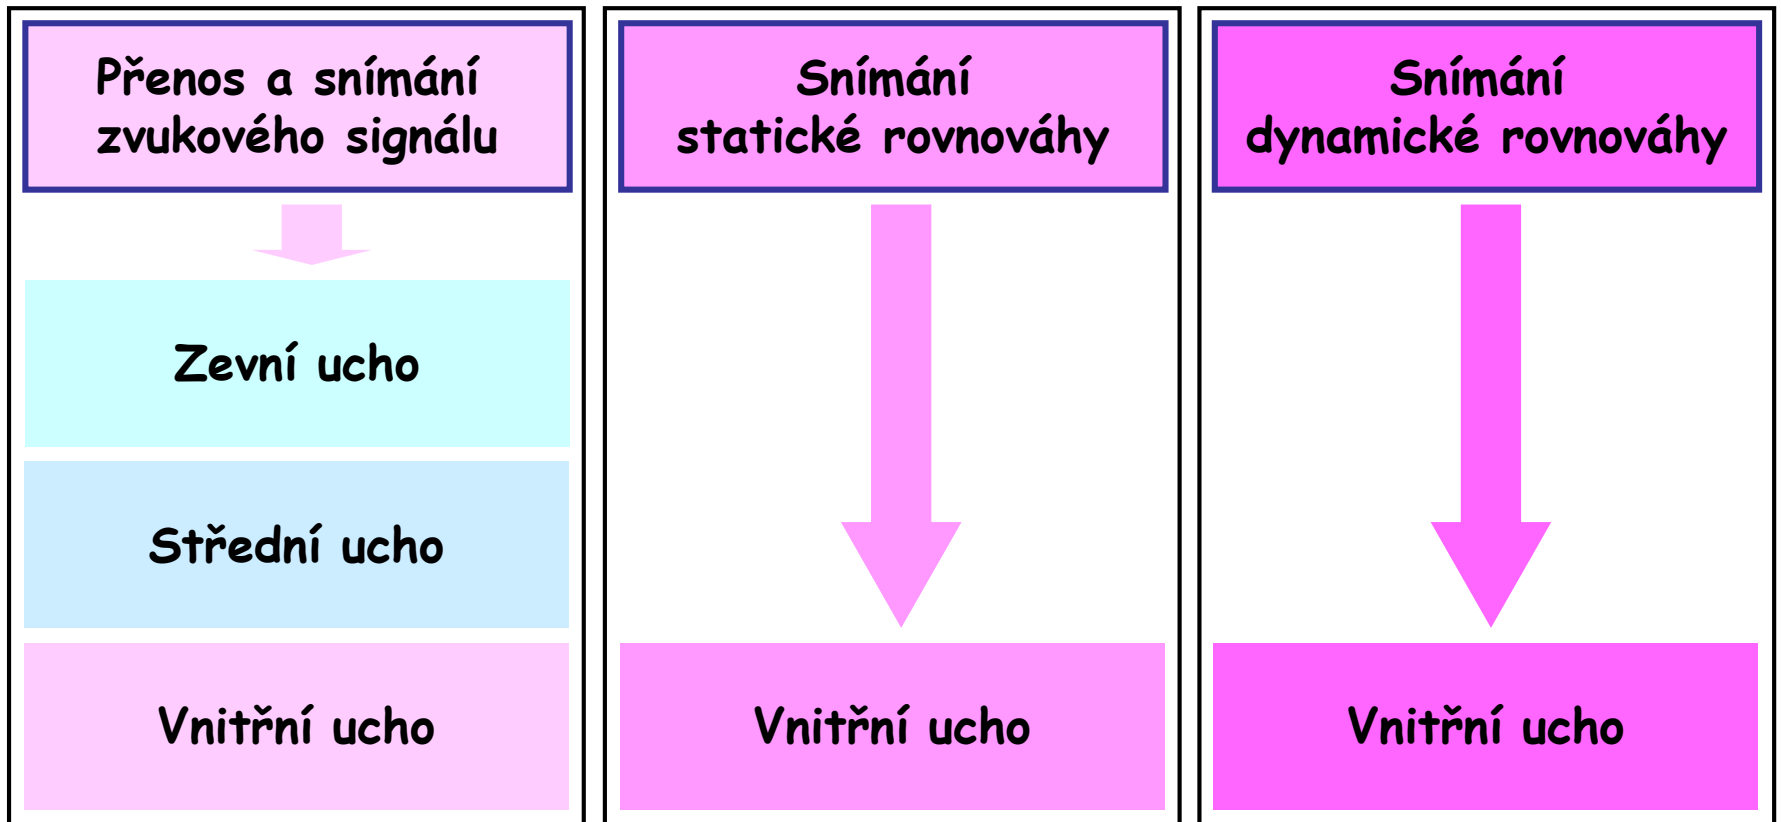 Přenos a snímání
zvukového signálu
Zevní ucho
Střední ucho
Vnitřní ucho
Snímání
statické rovnováhy
Vnitřní ucho
Snímání
dynamické rovnováhy
Vnitřní ucho